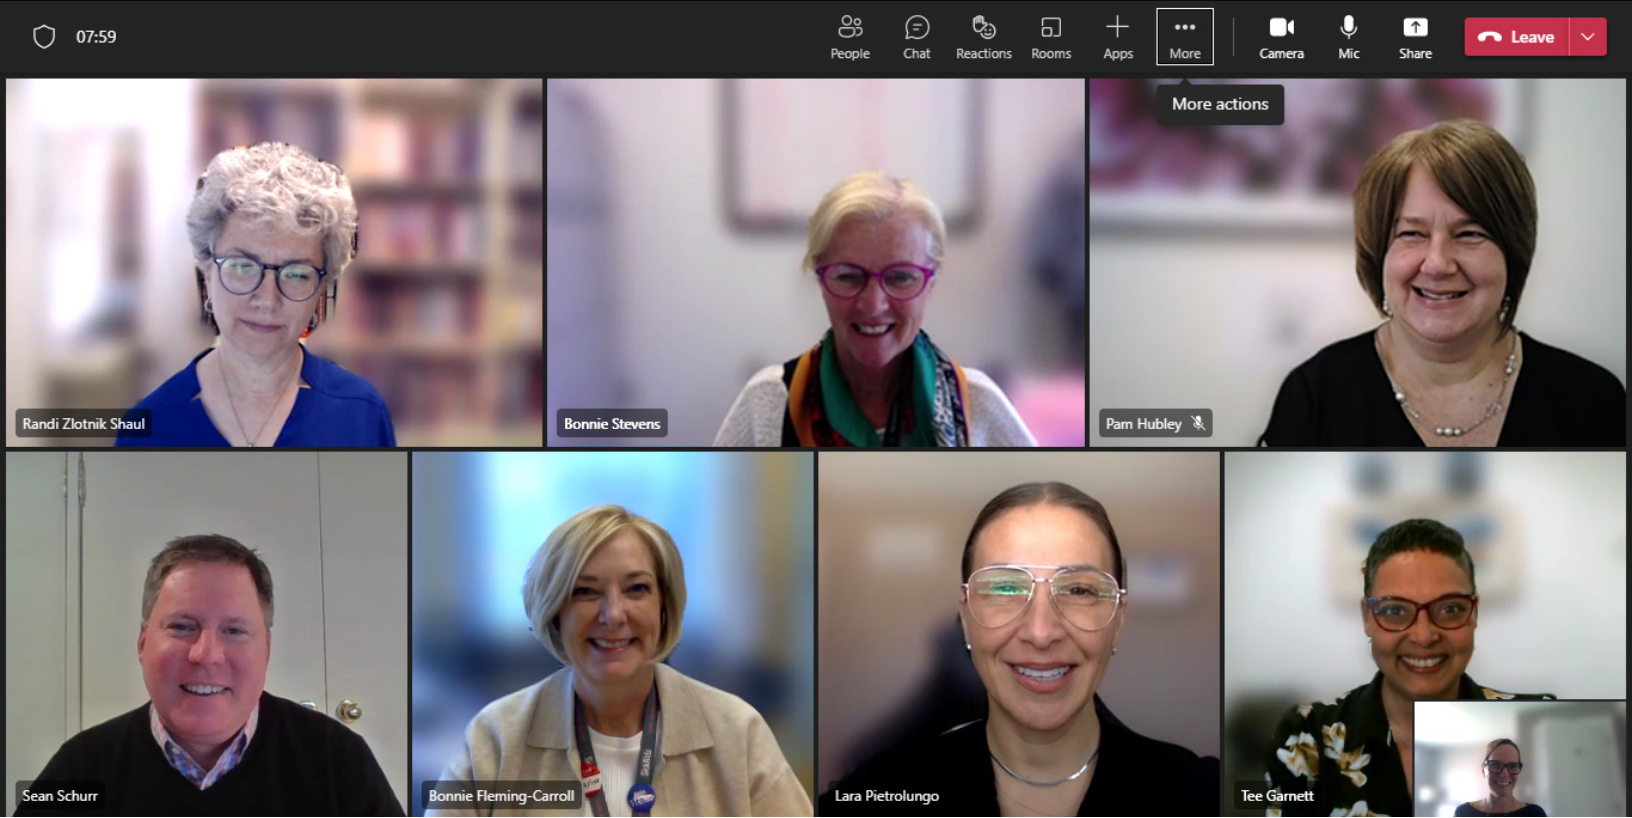 07:59
People
Chat
Reactions
Rooms
Apps
More
Camera
Mic
Share
Leave
More actions
Randi Zlotnik Shaul
Bonnie Stevens
Pam Hubley
Sean Schurr
Bonnie Fleming-Carroll
Lara Pietrolungo
Tee Garnett
SickKids